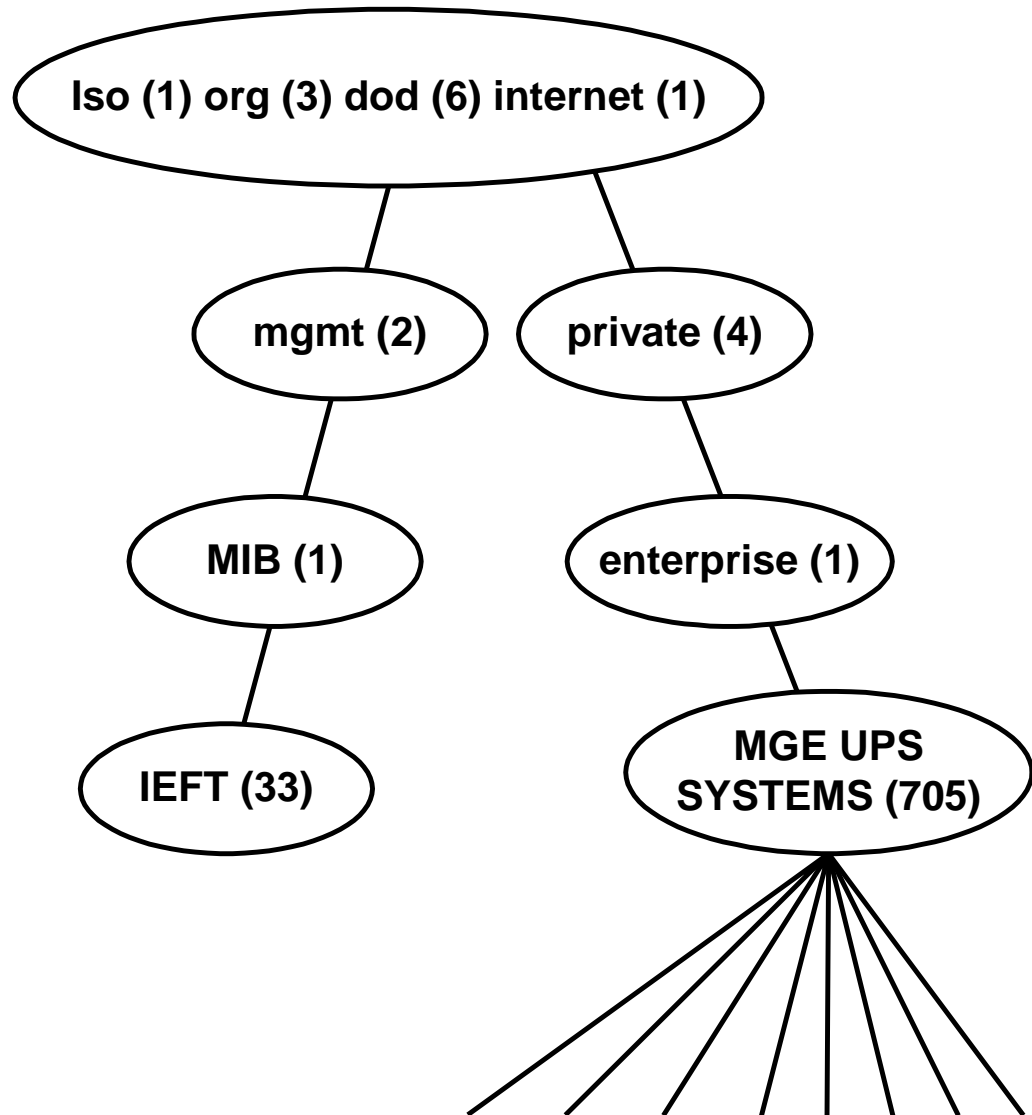 Iso (1) org (3) dod (6) internet (1)
mgmt (2)
private (4)
MIB (1)
enterprise (1)
IEFT (33)
MGE UPS
SYSTEMS (705)